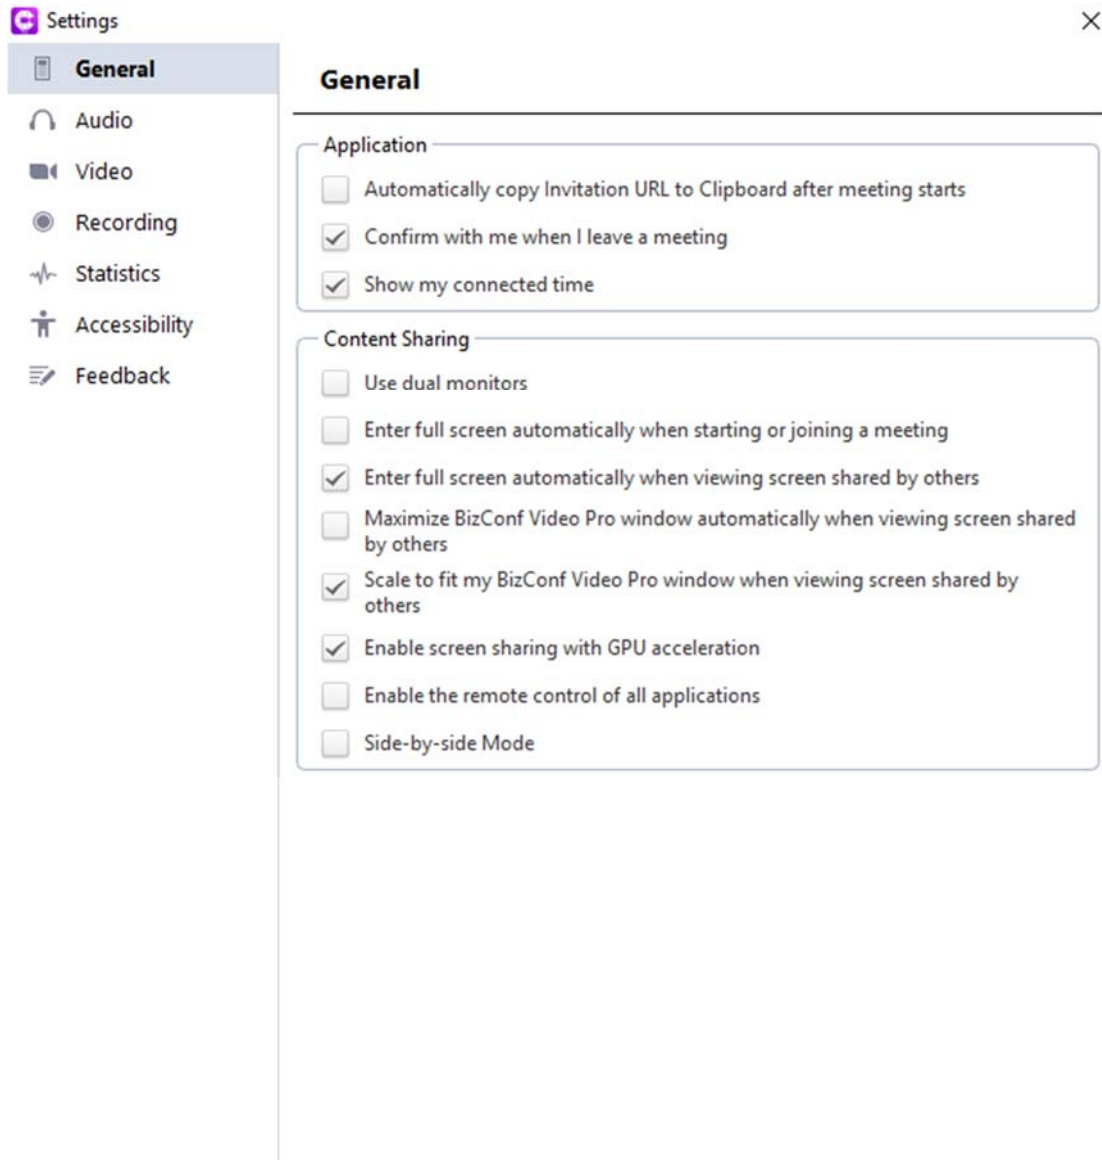 Settings
General
Audio
Video
Recording
Statistics
Accessibility
Feedback
General
Application
Automatically copy Invitation URL to Clipboard after meeting starts
Confirm with me when I leave a meeting
Show my connected time
Content Sharing
Use dual monitors
Enter full screen automatically when starting or joining a meeting
Enter full screen automatically when viewing screen shared by others
Maximize BizConf Video Pro window automatically when viewing screen shared
by others
Scale to fit my BizConf Video Pro window when viewing screen shared by
others
Enable screen sharing with GPU acceleration
Enable the remote control of all applications
Side-by-side Mode